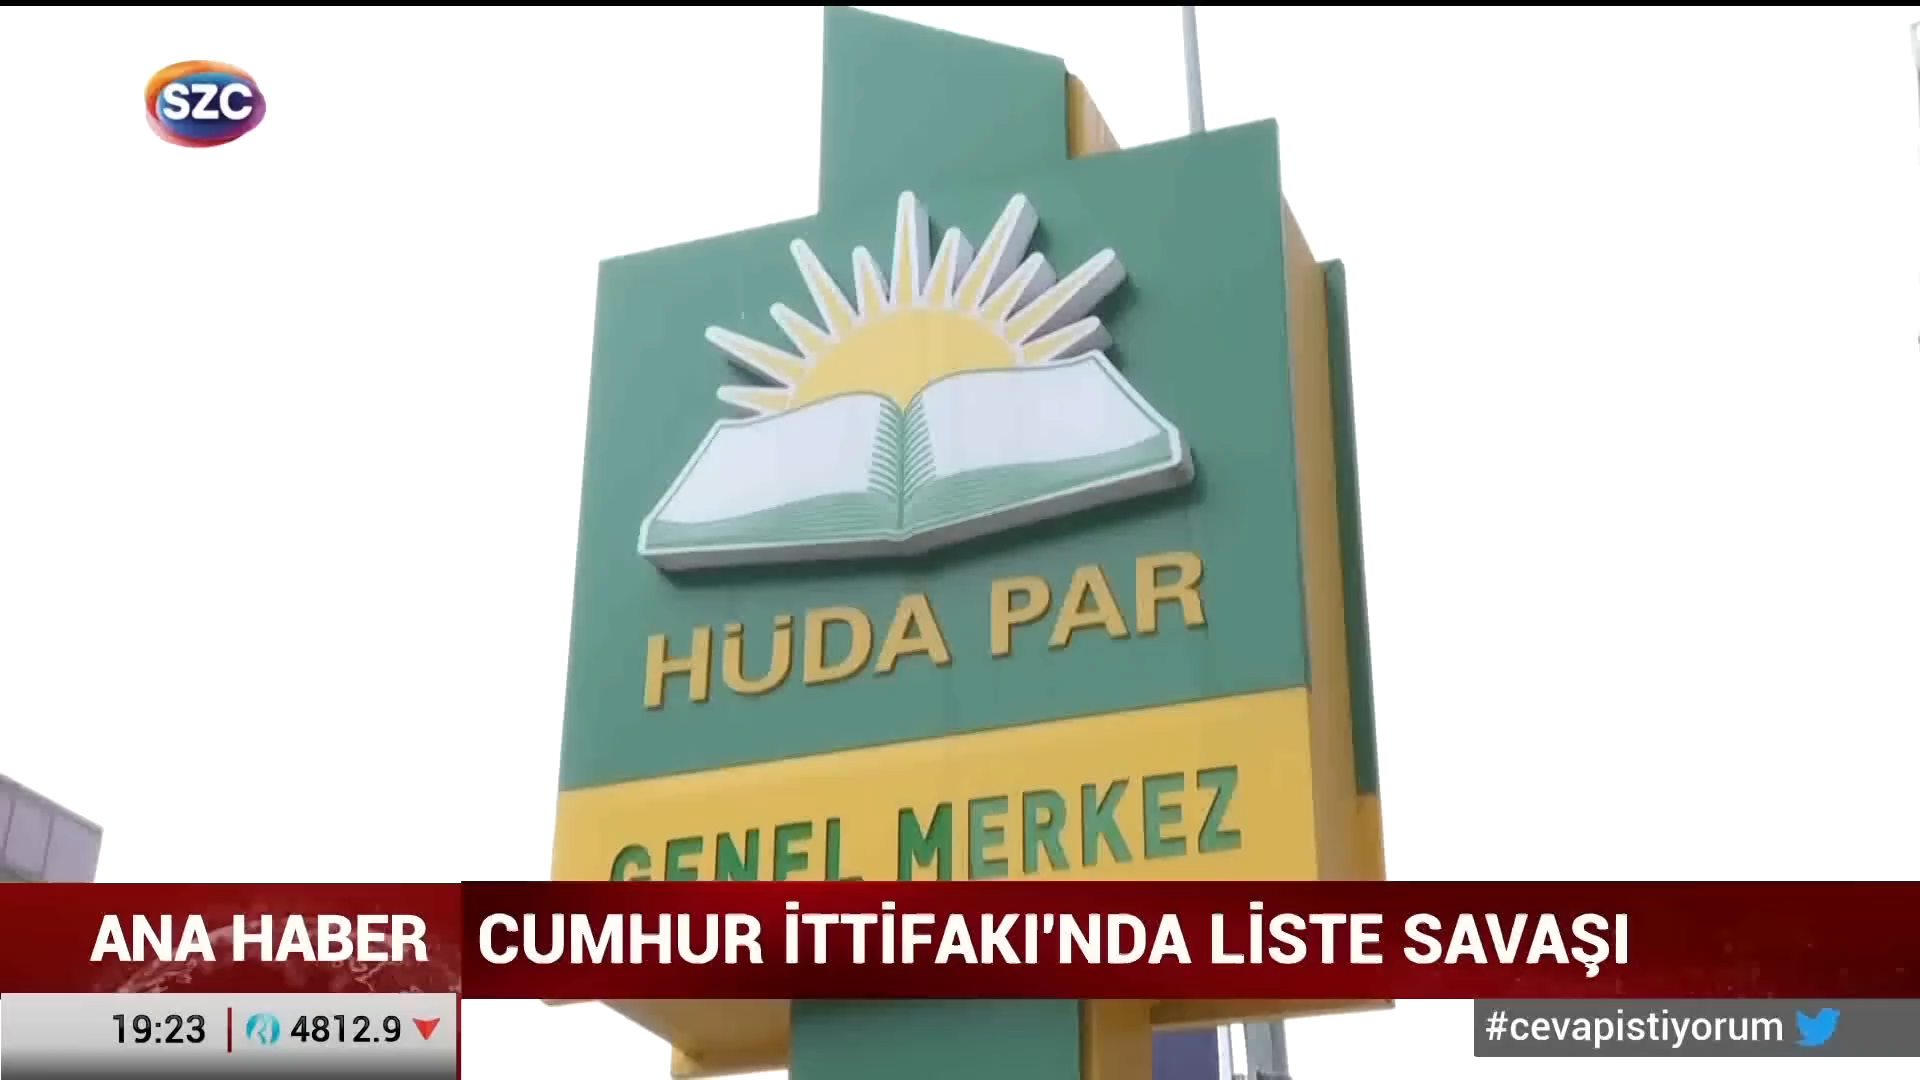 SZC
HÜDA PAR
GENEL MERKEZ
ANA HABER
CUMHUR İTTİFAKI'NDA LİSTE SAVAŞI
19:23
4812.9
#cevapistiyorum